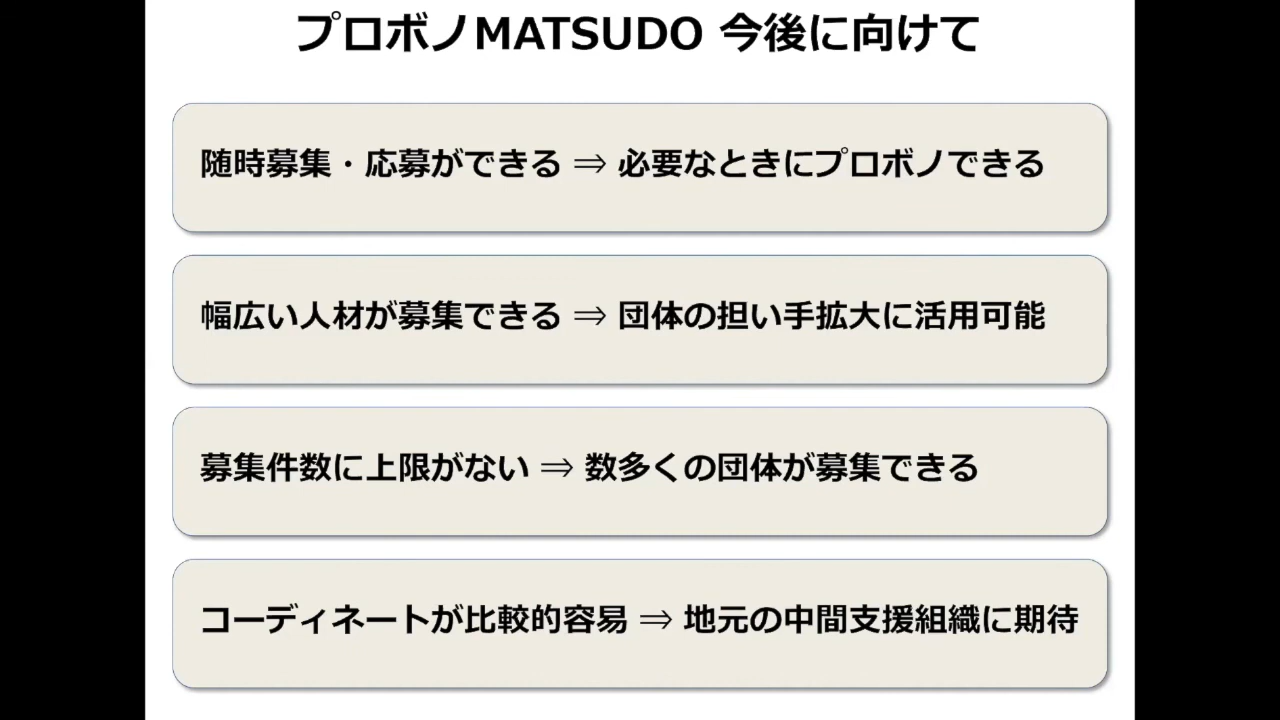 プロボノMATSUDO 今後に向けて
随時募集・応募ができる ⇒ 必要なときにプロボノできる
幅広い人材が募集できる ⇒ 団体の担い手拡大に活用可能
募集件数に上限がない ⇒ 数多くの団体が募集できる
コーディネートが比較的容易 ⇒ 地元の中間支援組織に期待